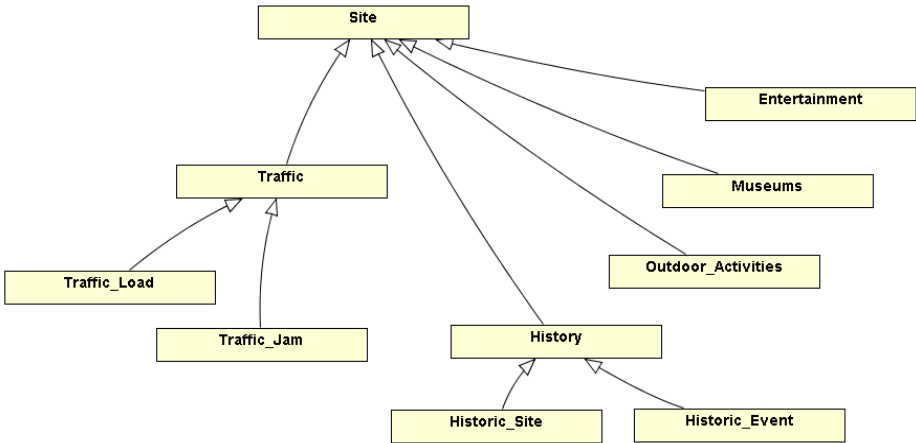 Site
Entertainment
Traffic
Museums
Outdoor_Activities
Traffic_Load
Traffic_Jam
History
Historic_Site
Historic_Event